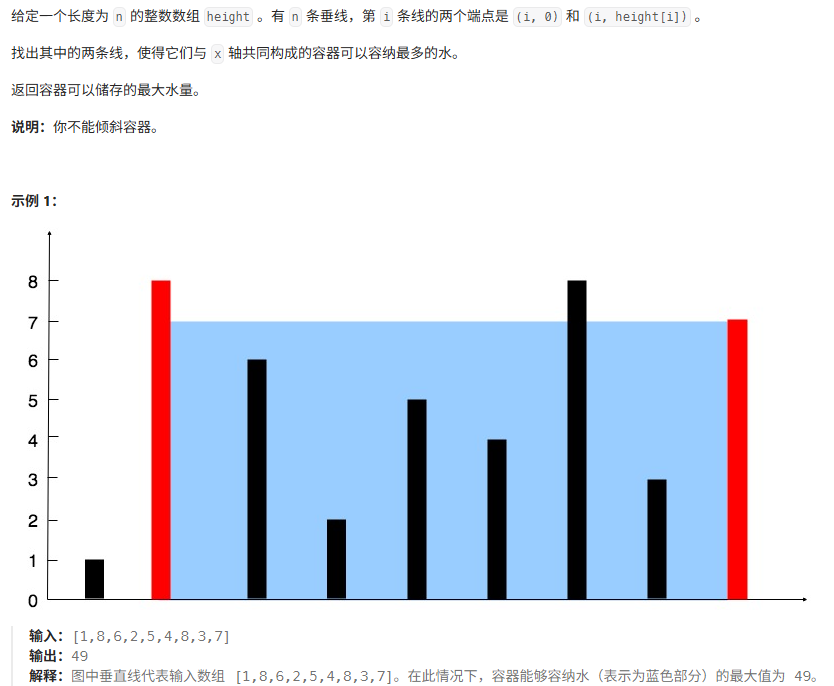 给定一个长度为 n 的整数数组 height 。有 n 条垂线，第 i 条线的两个端点是 (i, 0) 和 (i, height[i]) 。
找出其中的两条线，使得它们与 x 轴共同构成的容器可以容纳最多的水。
返回容器可以储存的最大水量。
说明：你不能倾斜容器。
示例 1：
8
7
6
5
4
3
2
1
0
输入：[1,8,6,2,5,4,8,3,7]
输出：49
解释：图中垂直线代表输入数组 [1,8,6,2,5,4,8,3,7]。在此情况下，容器能够容纳水（表示为蓝色部分）的最大值为 49。